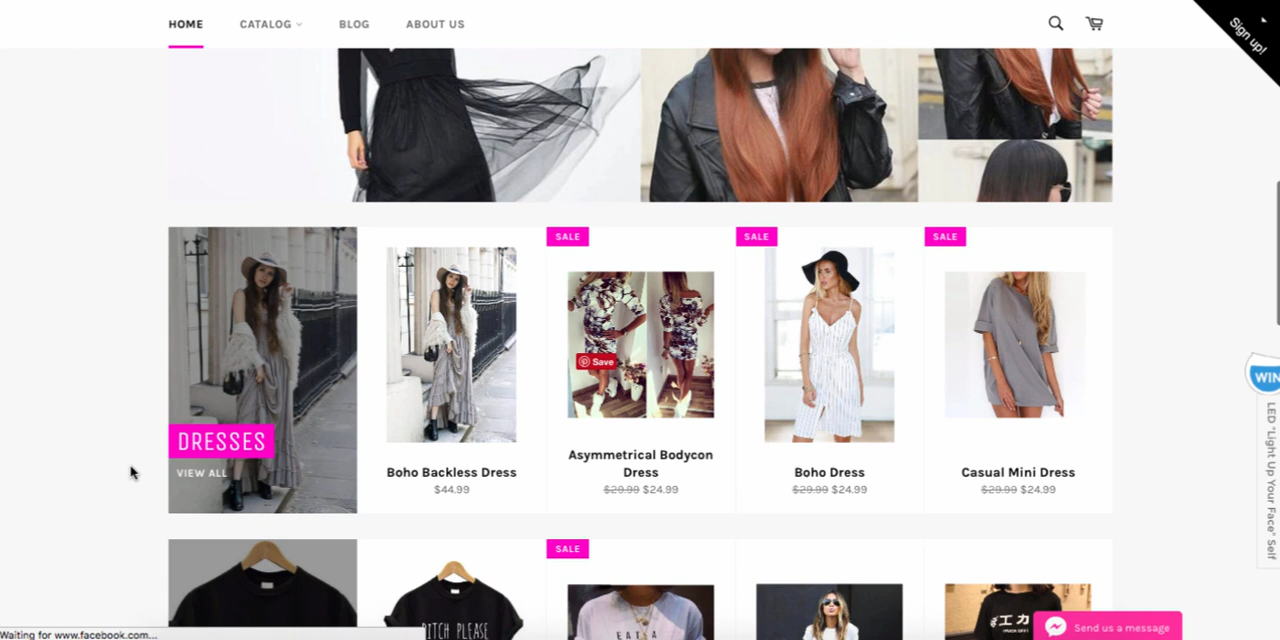 HOME
CATALOG
BLOG
ABOUT US
Sign up!
SALE
SALE
SALE
Save
DRESSES
VIEW ALL
Boho Backless Dress
$44.99
Asymmetrical Bodycon
Dress
$29.99 $24.99
Boho Dress
$29.99 $24.99
Casual Mini Dress
$29.99 $24.99
WIN
LED "Light Up Your Face" Self
SALE
Send us a message
Waiting for www.facebook.com...